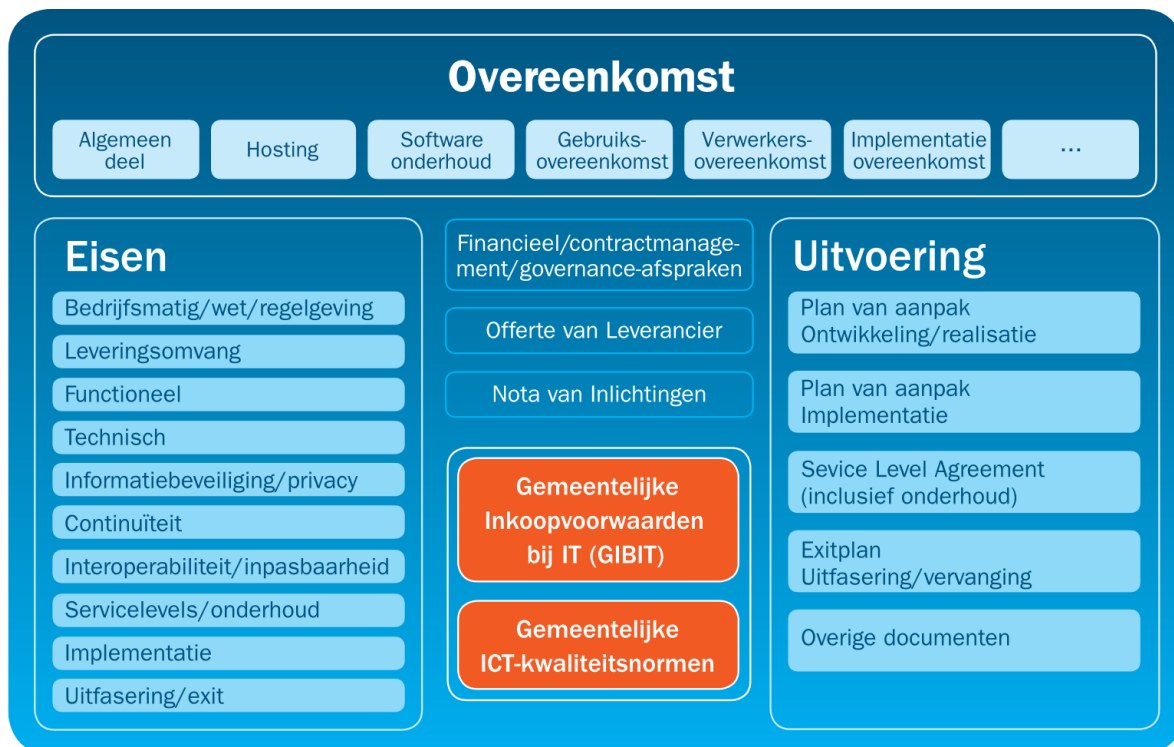 Overeenkomst
Algemeen
deel
Hosting
Software
onderhoud
Gebruiks-
overeenkomst
Verwerkers-
overeenkomst
Implementatie
overeenkomst
...
Eisen
Bedrijfsmatig/wet/regelgeving
Leveringsomvang
Functioneel
Technisch
Informatiebeveiliging/privacy
Continuïteit
Interoperabiliteit/inpasbaarheid
Servicelevels/onderhoud
Implementatie
Uitfasering/exit
Financieel/contractmanage-
ment/governance-afspraken
Offerte van Leverancier
Nota van Inlichtingen
Gemeentelijke
Inkoopvoorwaarden
bij IT (GIBIT)
Gemeentelijke
ICT-kwaliteitsnormen
Uitvoering
Plan van aanpak
Ontwikkeling/realisatie
Plan van aanpak
Implementatie
Sevice Level Agreement
(inclusief onderhoud)
Exitplan
Uitfasering/vervanging
Overige documenten